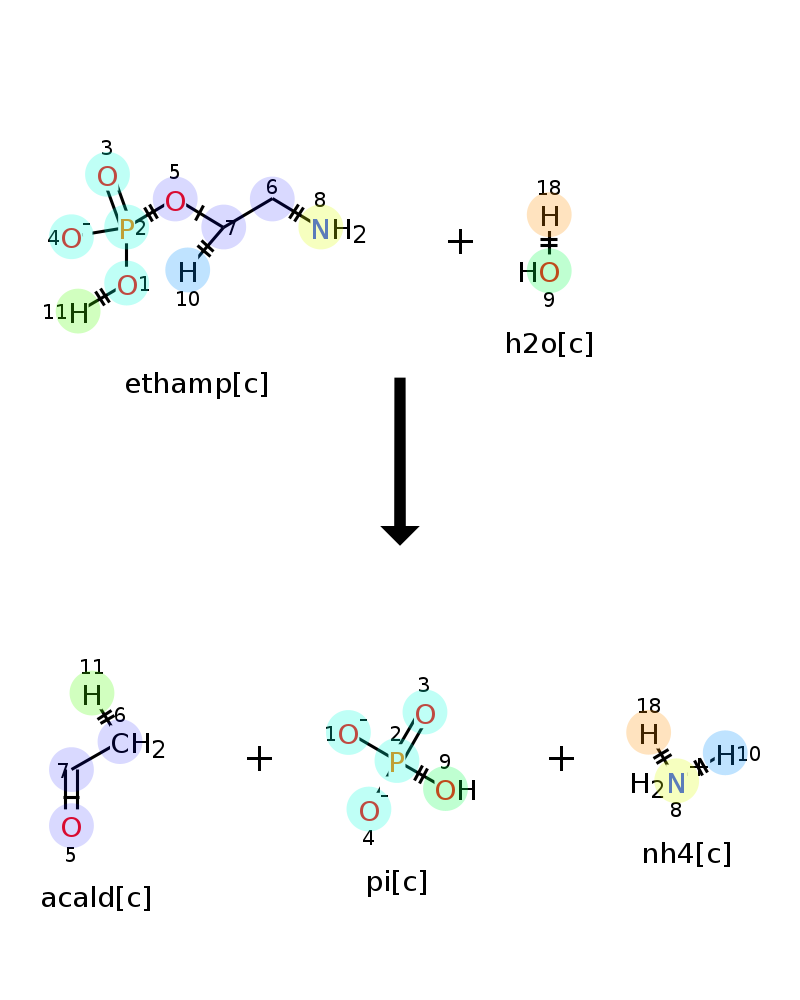 3
O
5
O
6
8
NH2
4O-
P2
7
H
10
O1
11H
ethamp[c]
+
18
H
HO
9
h2o[c]
11
H
6
CH2
7
O
5
acald[c]
+
3
O
1O-
2
P
9
OH
O-
4
pi[c]
+
18
H
H10
H2N+
8
nh4[c]